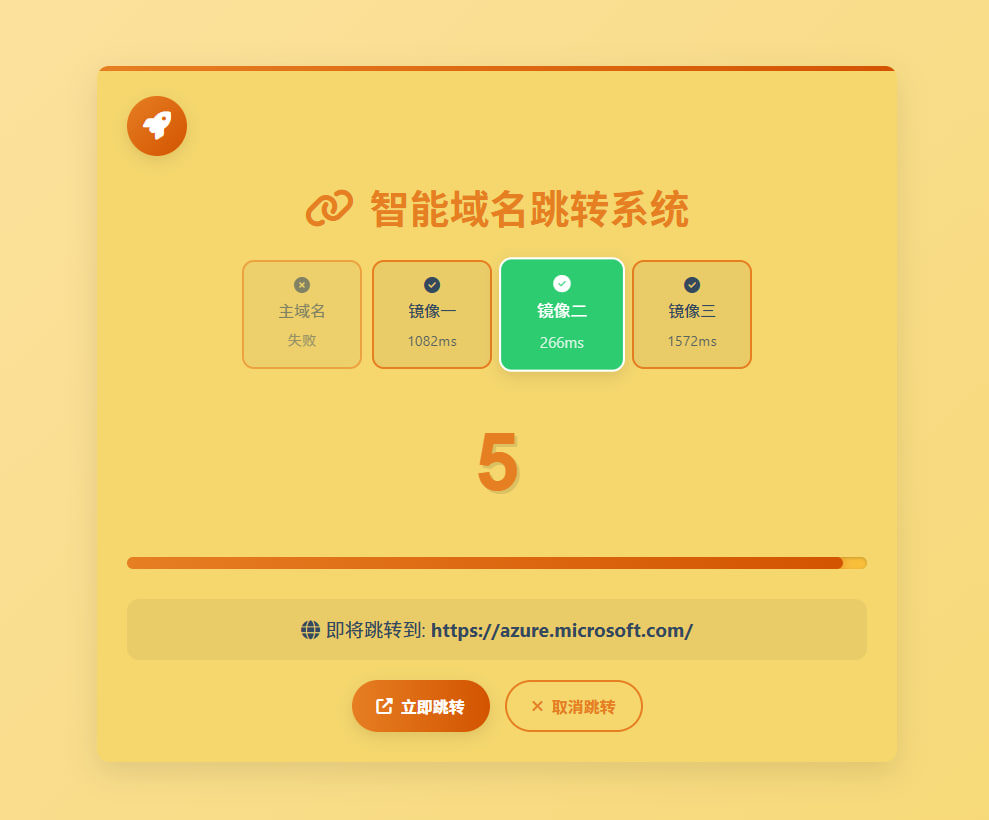 智能域名跳转系统
主域名
失败
镜像一
1082ms
镜像二
266ms
镜像三
1572ms
5
即将跳转到: https://azure.microsoft.com/
立即跳转
取消跳转